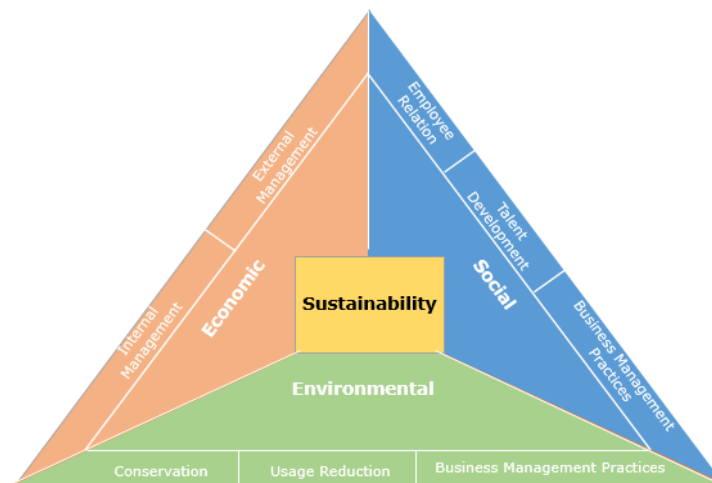 External
Management
Internal
Management
Economic
Employee
Relation
Talent
Development
Business Management
Practices
Social
Sustainability
Environmental
Conservation
Usage Reduction
Business Management Practices